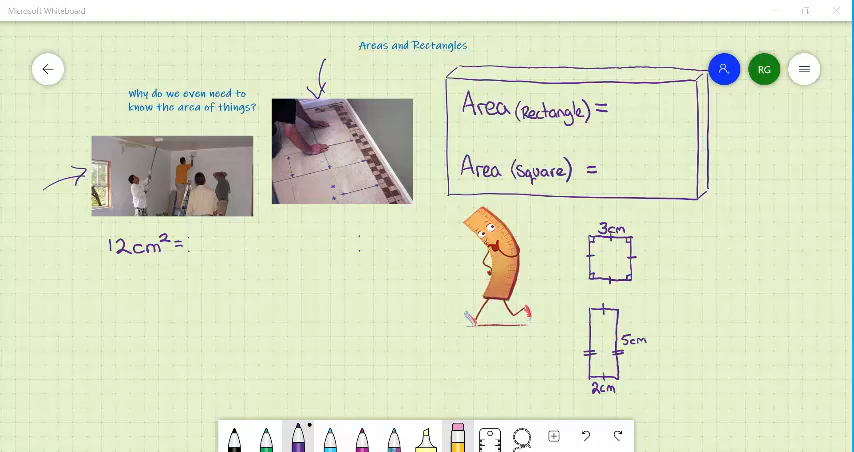 Microsoft Whiteboard
Areas and Rectangles
Why do we even need to
know the area of things?
RG
Area (Rectangle) =
Area (Square) =
12cm² =
3cm
5cm
2cm